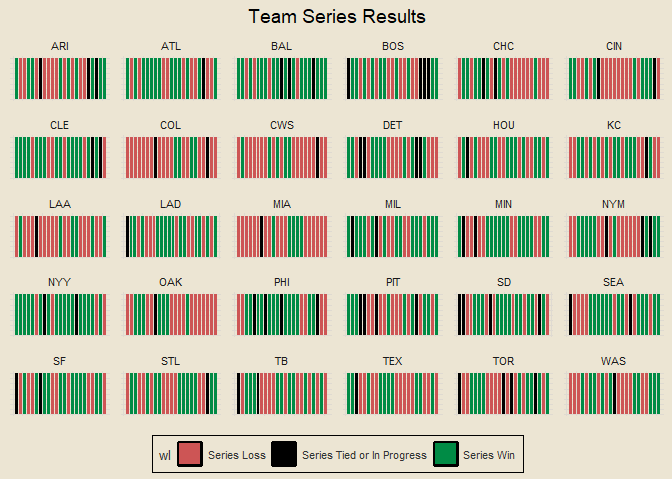 Team Series Results
ARI ATL BAL BOS CHC CIN
CLE COL CWS DET HOU KC
LAA LAD MIA MIL MIN NYM
NYY OAK PHI PIT SD SEA
SF STL TB TEX TOR WAS
wl Series Loss Series Tied or In Progress Series Win